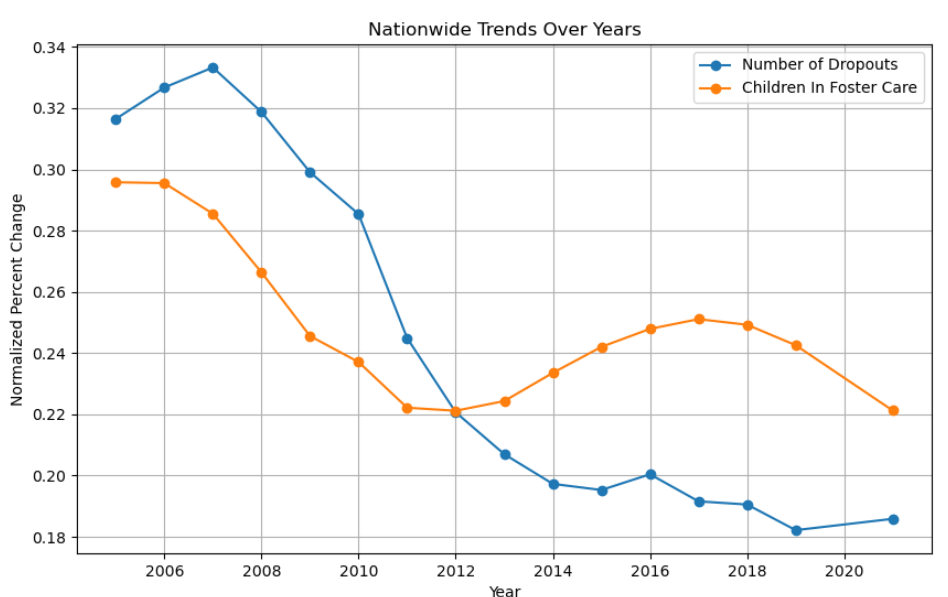 Nationwide Trends Over Years
Number of Dropouts
Children In Foster Care
Normalized Percent Change
0.34
0.32
0.30
0.28
0.26
0.24
0.22
0.20
0.18
2006 2008 2010 2012 2014 2016 2018 2020
Year